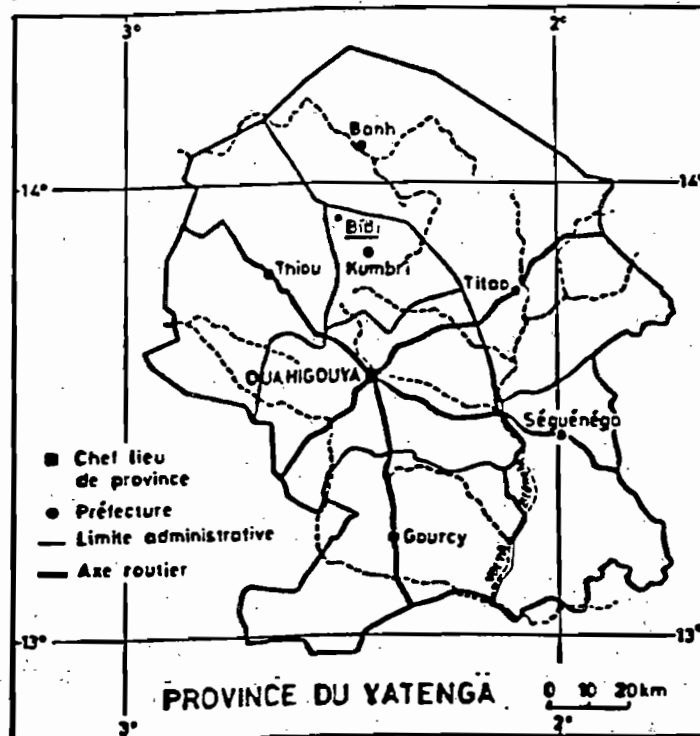 3° 2°
Banh
14° 14°
Bidi
Kumbri
Thiou
Titao
OUAHIGOUYA
Séguénéga
Chef lieu
de province
Préfecture
Gourcy
Limite administrative
Axe routier
13° 13°
PROVINCE DU YATENGA
0 10 20km
3° 2°